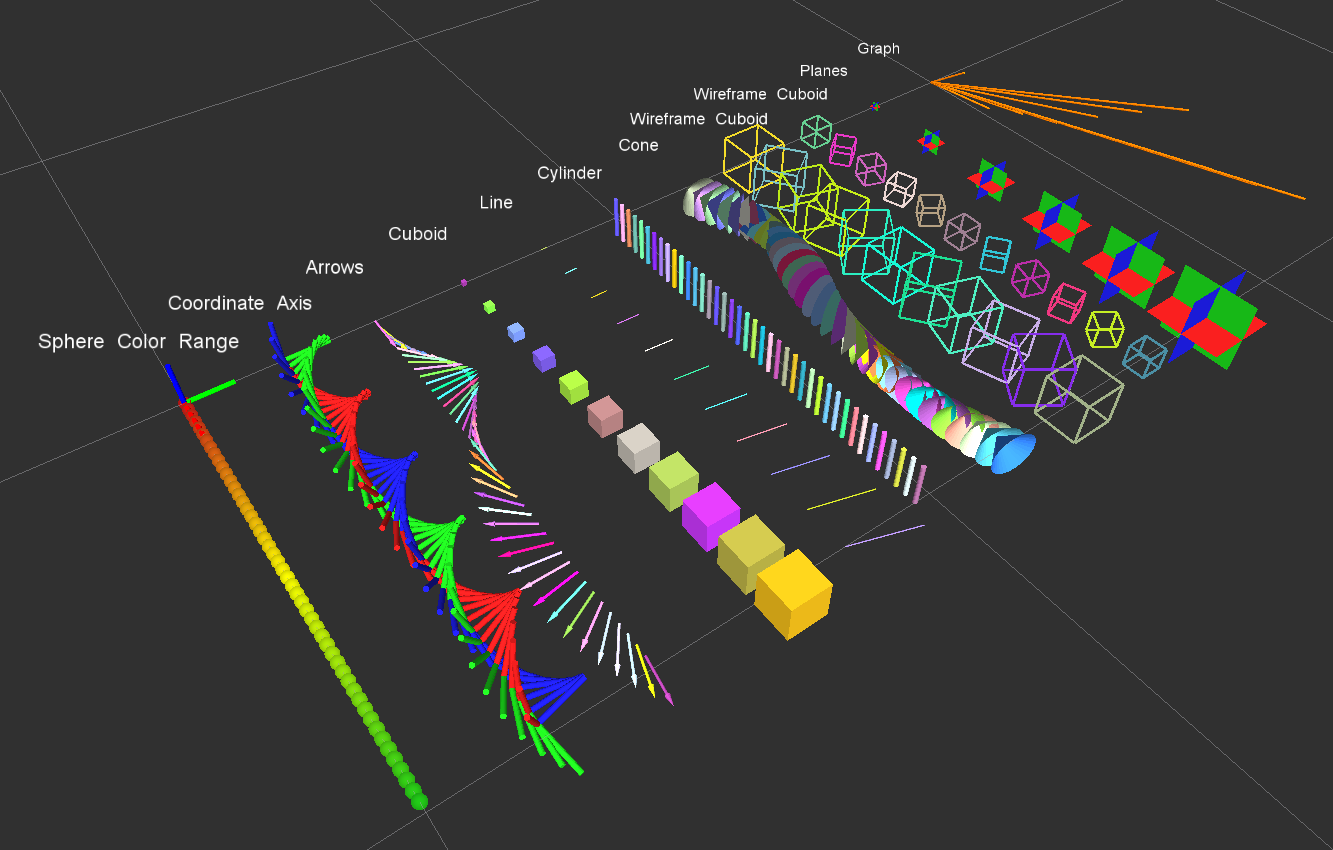 Graph
Planes
Wireframe Cuboid
Wireframe Cuboid
Cone
Cylinder
Line
Cuboid
Arrows
Coordinate Axis
Sphere Color Range